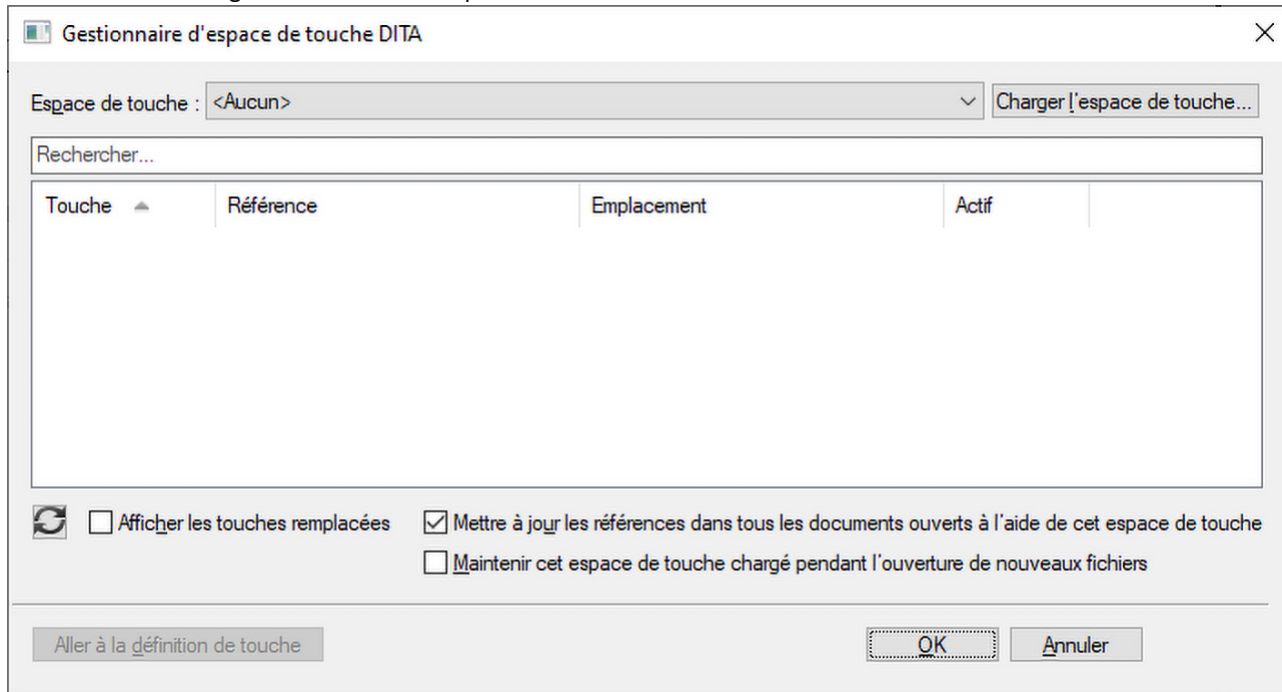 Gestionnaire d'espace de touche DITA
Espace de touche : <Aucun> Charger l'espace de touche...
Rechercher...
Touche Référence Emplacement Actif
Afficher les touches remplacées Mettre à jour les références dans tous les documents ouverts à l'aide de cet espace de touche
Maintenir cet espace de touche chargé pendant l'ouverture de nouveaux fichiers
Aller à la définition de touche OK Annuler